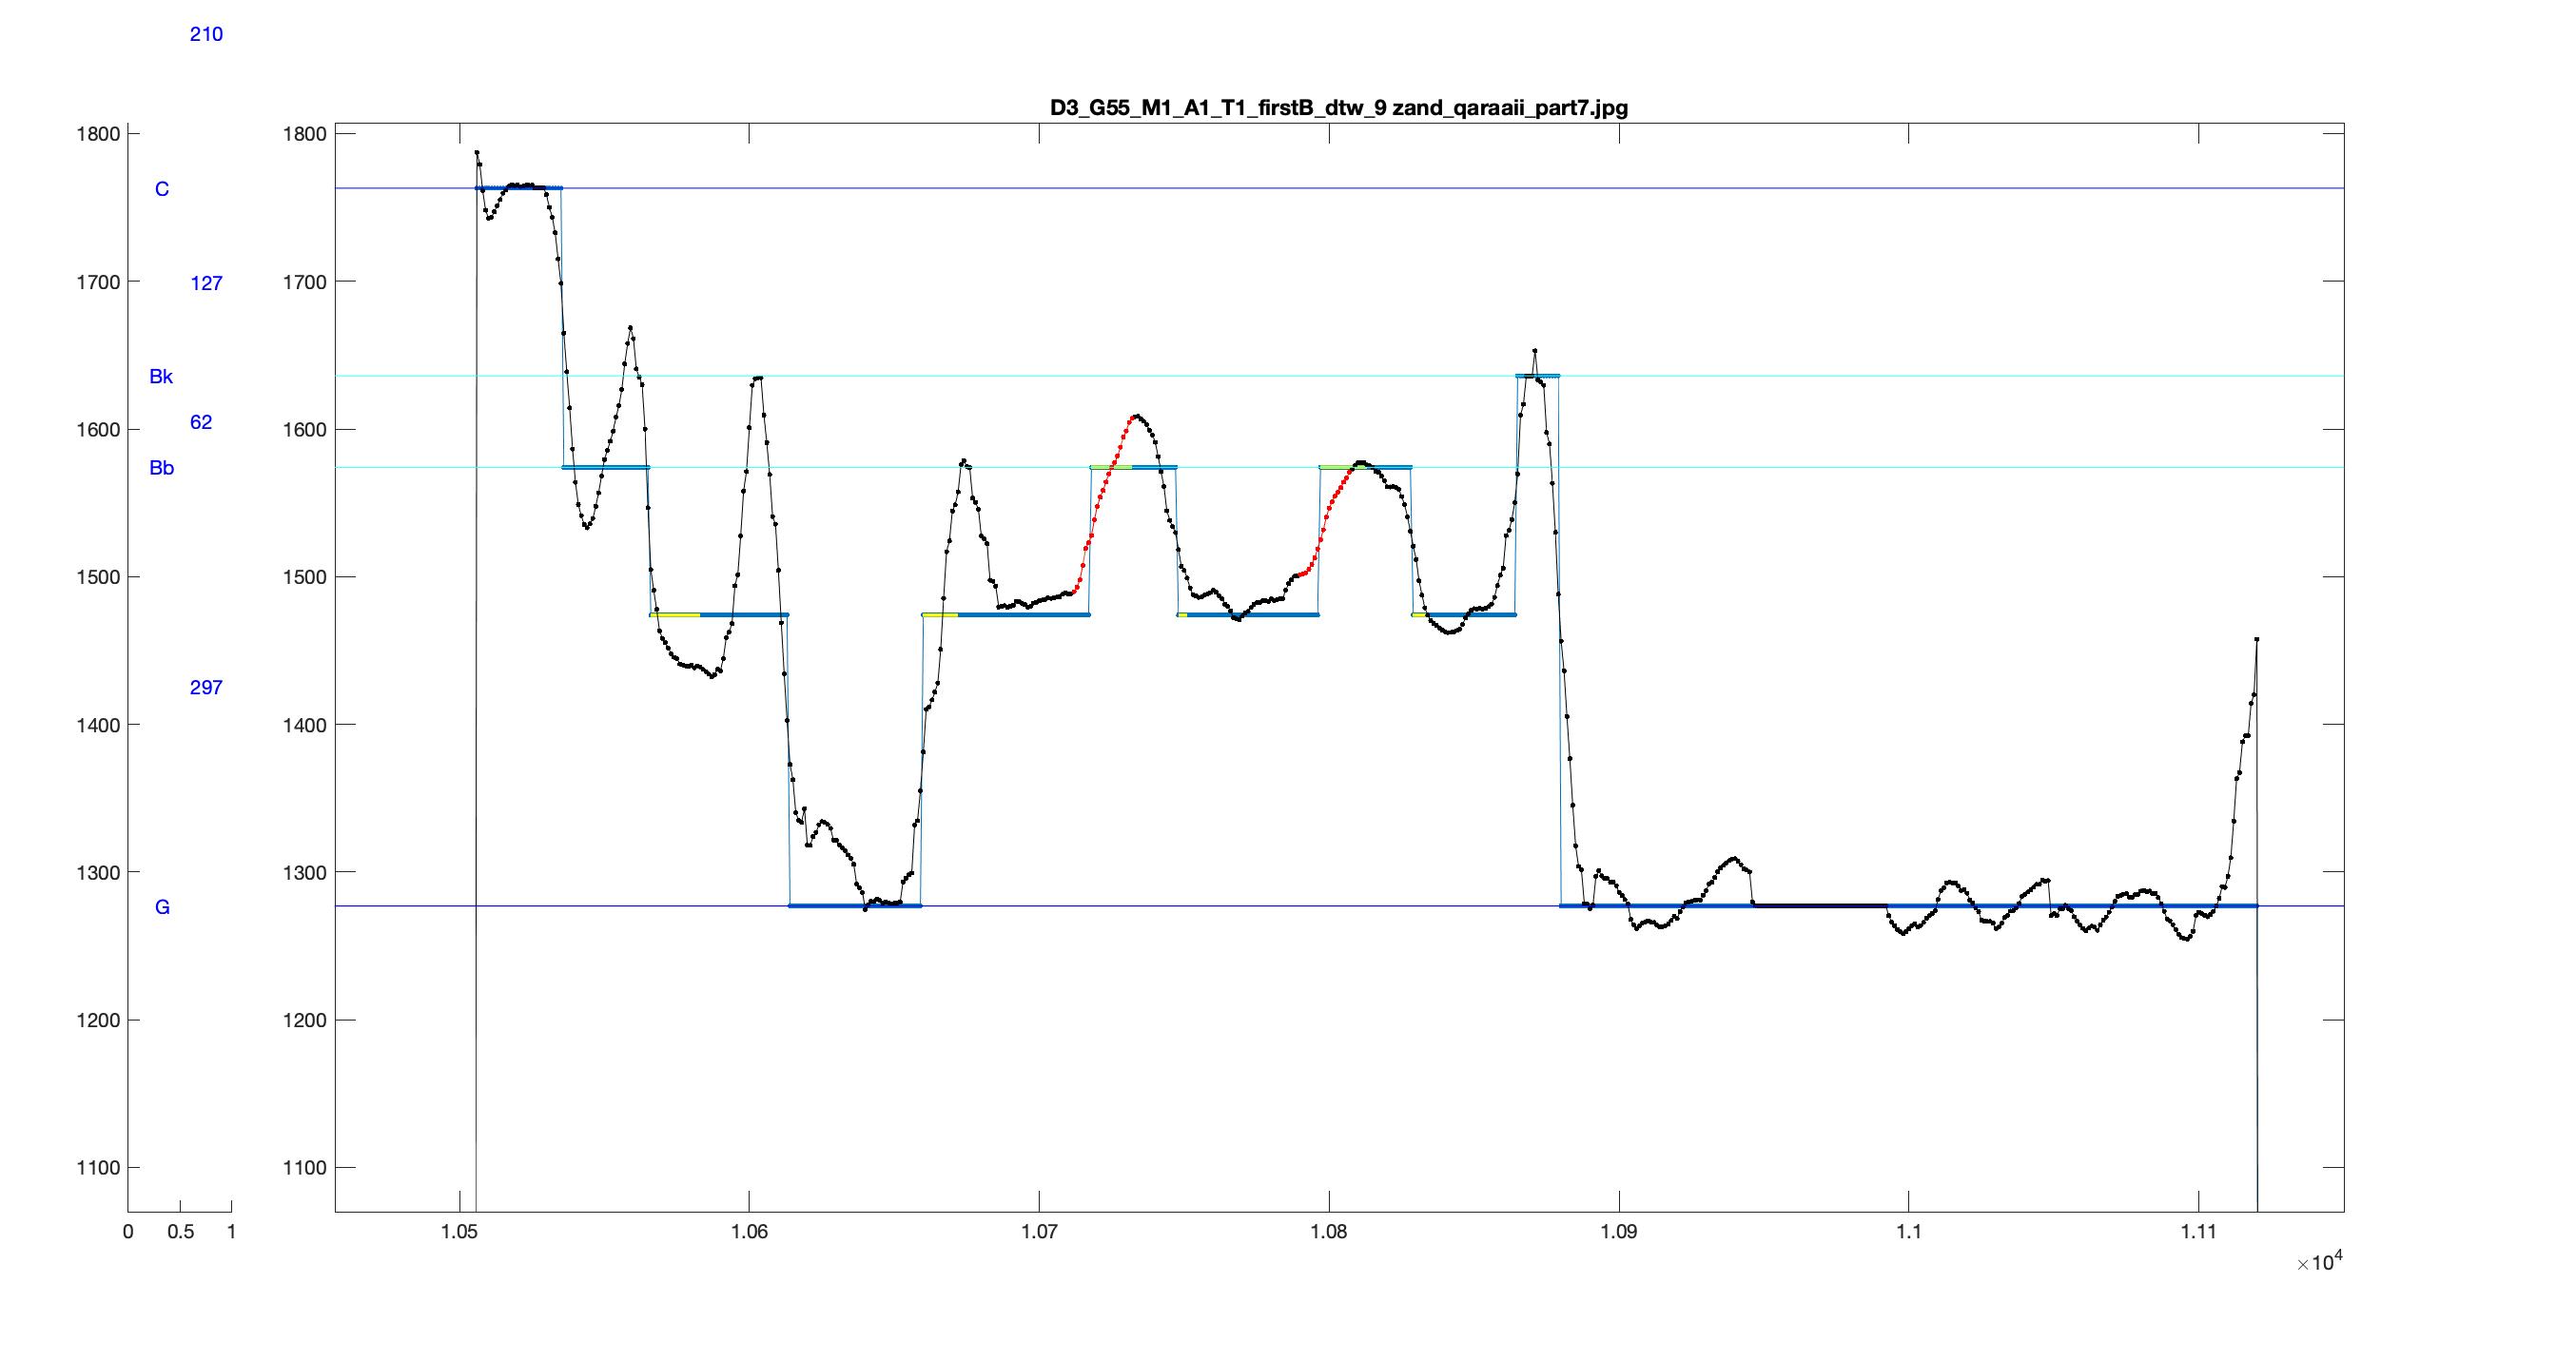 210
D3_G55_M1_A1_T1_firstB_dtw_9 zand_qaraaii_part7.jpg
1800 1800
C
1700 127 1700
Bk
1600 62 1600
Bb
1500 1500
297
1400 1400
1300 1300
G
1200 1200
1100 1100
0 0.5 1 1.05 1.06 1.07 1.08 1.09 1.1 1.11
×10⁴